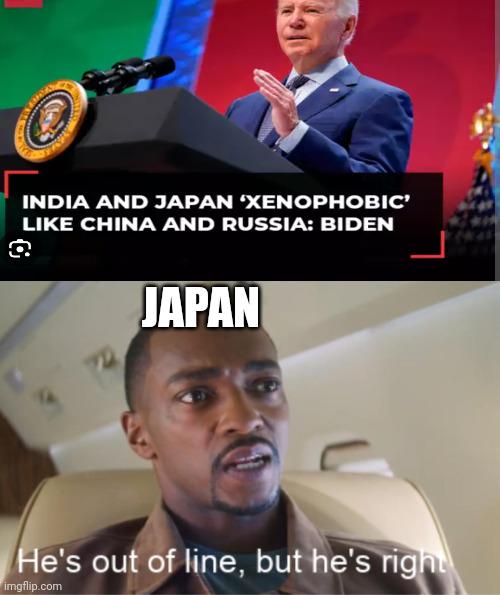 INDIA AND JAPAN ‘XENOPHOBIC’
LIKE CHINA AND RUSSIA: BIDEN
JAPAN
He's out of line, but he's right
imgflip.com